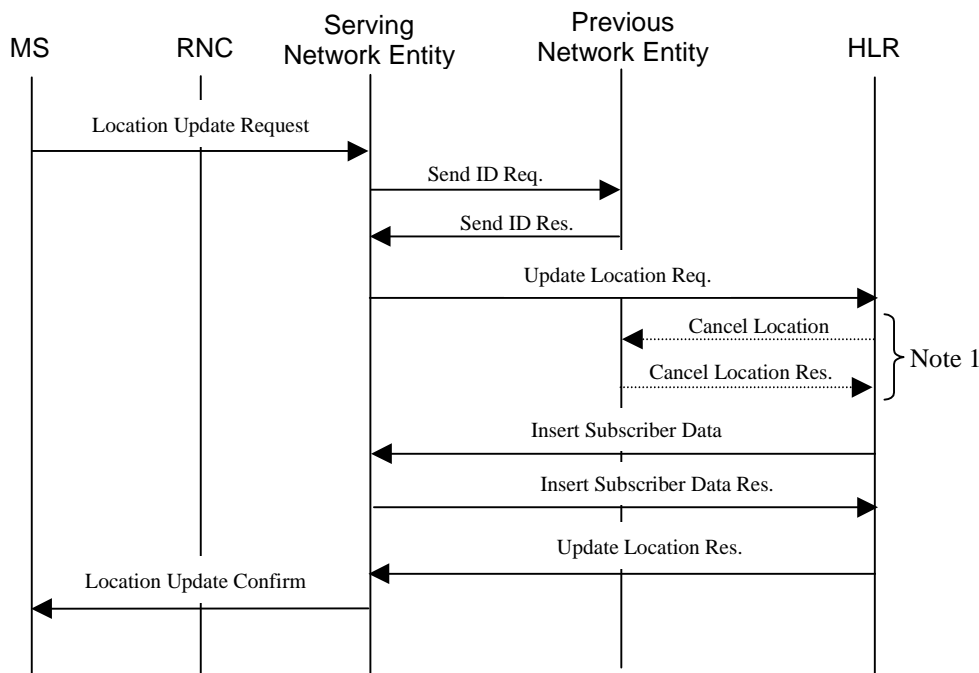 MS
RNC
Serving
Network Entity
Previous
Network Entity
HLR
Location Update Request
Send ID Req.
Send ID Res.
Update Location Req.
Cancel Location
Cancel Location Res.
Note 1
Insert Subscriber Data
Insert Subscriber Data Res.
Update Location Res.
Location Update Confirm